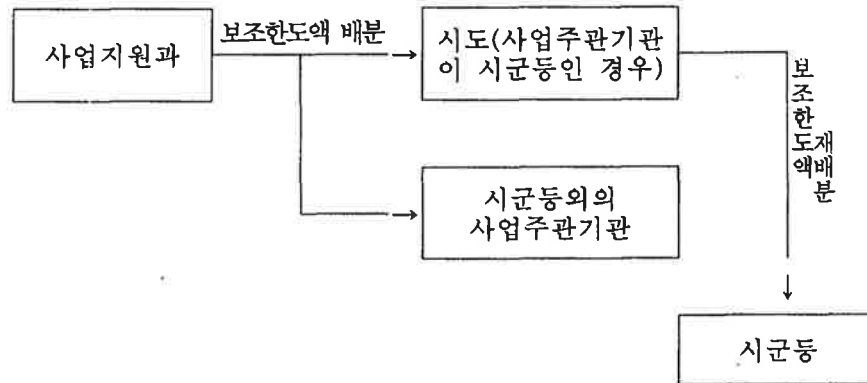 사업지원과
보조한도액 배분
시도(사업주관기관
이 시군등인 경우)
보조한도액
재배분
시군등외의
사업주관기관
시군등